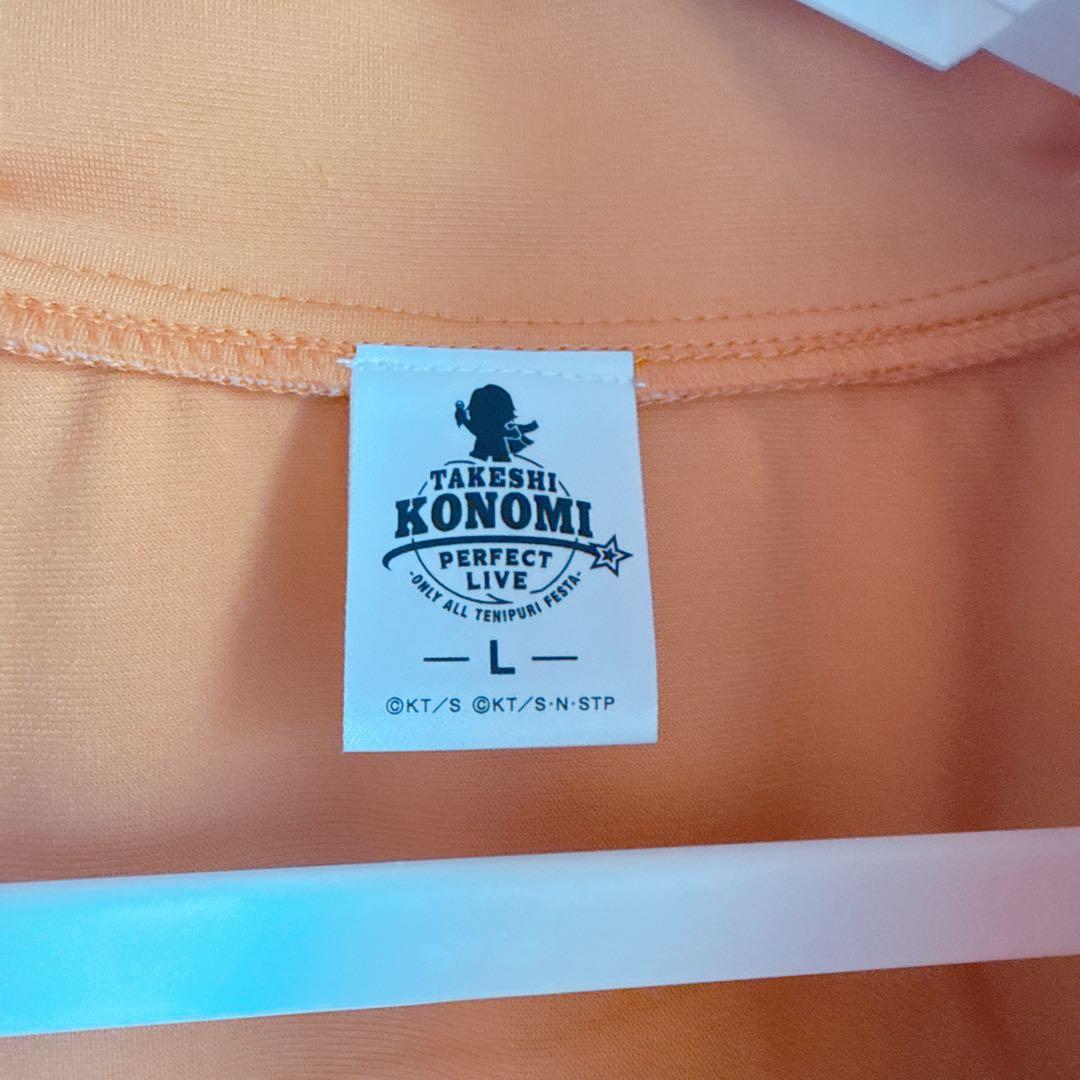 TAKESHI
KONOMI
PERFECT
LIVE
-ONLY ALL TENIPURI FESTA-
— L —
©KT/S ©KT/S·N·STP